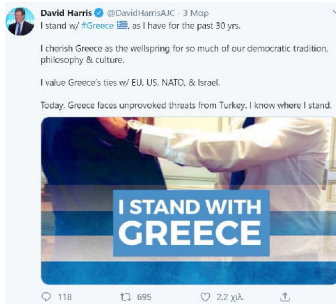 David Harris @DavidHarrisAJC · 3 Μαρ
I stand w/ #Greece 🇬🇷, as I have for the past 30 yrs.
I cherish Greece as the wellspring for so much of our democratic tradition,
philosophy & culture.
I value Greece's ties w/ EU, US, NATO, & Israel.
Today, Greece faces unprovoked threats from Turkey. I know where I stand.
I STAND WITH
GREECE
118 695 2,2 χιλ.